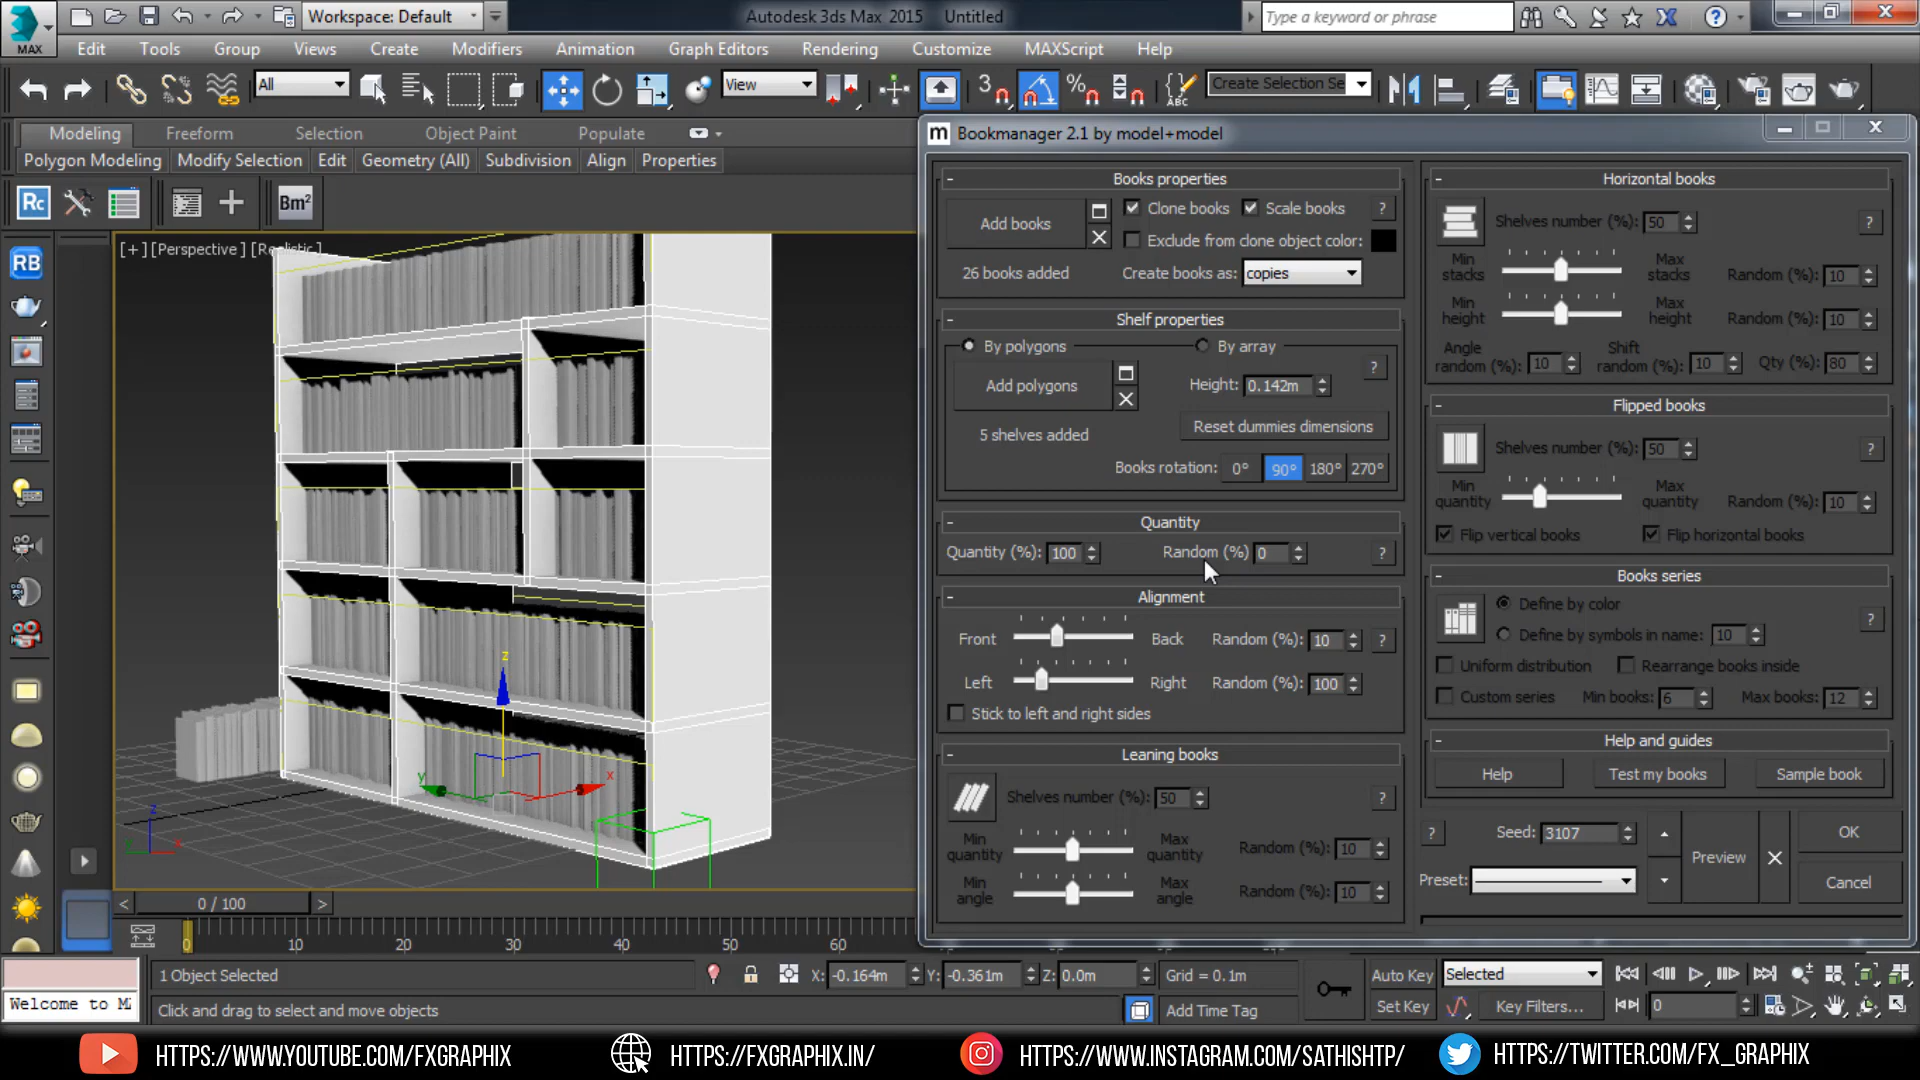 MAX
Workspace: Default
Autodesk 3ds Max 2015 Untitled
Type a keyword or phrase
Edit Tools Group Views Create Modifiers Animation Graph Editors Rendering Customize MAXScript Help
All
View
3
%
ABC
Create Selection Se
Modeling Freeform Selection Object Paint Populate
Polygon Modeling Modify Selection Edit Geometry (All) Subdivision Align Properties
Rc
Bm²
RB
[+] [Perspective] [Realistic]
z
y
x
z
x
m Bookmanager 2.1 by model+model
Books properties
Add books
Clone books
Scale books
?
Exclude from clone object color:
26 books added
Create books as: copies
Shelf properties
By polygons
By array
?
Add polygons
Height: 0.142m
5 shelves added
Reset dummies dimensions
Books rotation: 0° 90° 180° 270°
Quantity
Quantity (%): 100
Random (%) 0
?
Alignment
Front Back Random (%): 10 ?
Left Right Random (%): 100
Stick to left and right sides
Leaning books
Shelves number (%): 50 ?
Min quantity Max quantity Random (%): 10
Min angle Max angle Random (%): 10
Horizontal books
Shelves number (%): 50 ?
Min stacks Max stacks Random (%): 10
Min height Max height Random (%): 10
Angle random (%): 10 Shift random (%): 10 Qty (%): 80
Flipped books
Shelves number (%): 50 ?
Min quantity Max quantity Random (%): 10
Flip vertical books
Flip horizontal books
Books series
Define by color
?
Define by symbols in name: 10
Uniform distribution
Rearrange books inside
Custom series Min books: 6 Max books: 12
Help and guides
Help Test my books Sample book
? Seed: 3107
Preview
OK
Preset:
Cancel
< 0 / 100 >
0 10 20 30 40 50 60
1 Object Selected
X: -0.164m Y: -0.361m Z: 0.0m
Grid = 0.1m
Auto Key Selected
Welcome to M
Click and drag to select and move objects
Add Time Tag
Set Key Key Filters... 0
HTTPS://WWW.YOUTUBE.COM/FXGRAPHIX HTTPS://FXGRAPHIX.IN/ HTTPS://WWW.INSTAGRAM.COM/SATHISHTP/ HTTPS://TWITTER.COM/FX_GRAPHIX